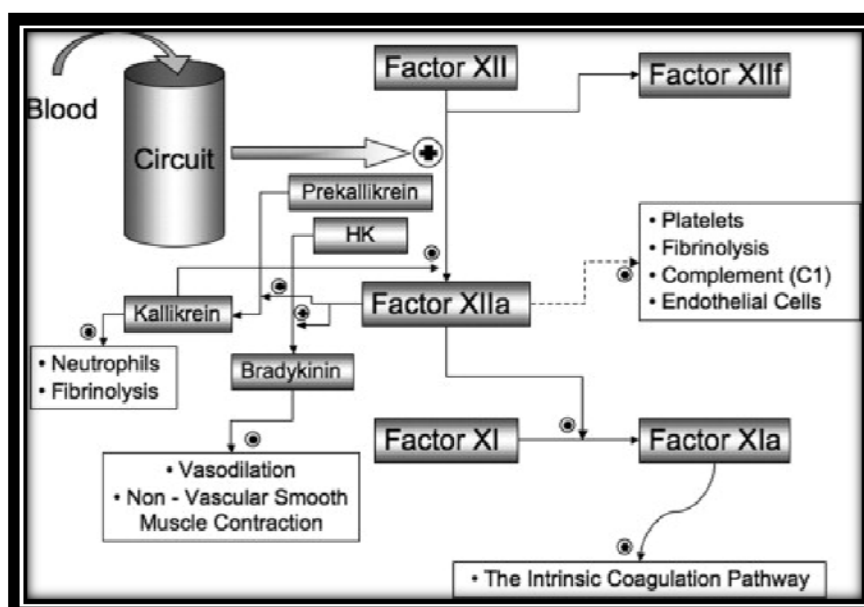 Factor XII
Factor XIIf
Blood
Circuit
Prekallikrein
HK
• Platelets
• Fibrinolysis
• Complement (C1)
• Endothelial Cells
Kallikrein
Factor XIIa
• Neutrophils
• Fibrinolysis
Bradykinin
Factor XI
Factor XIa
• Vasodilation
• Non - Vascular Smooth
Muscle Contraction
• The Intrinsic Coagulation Pathway